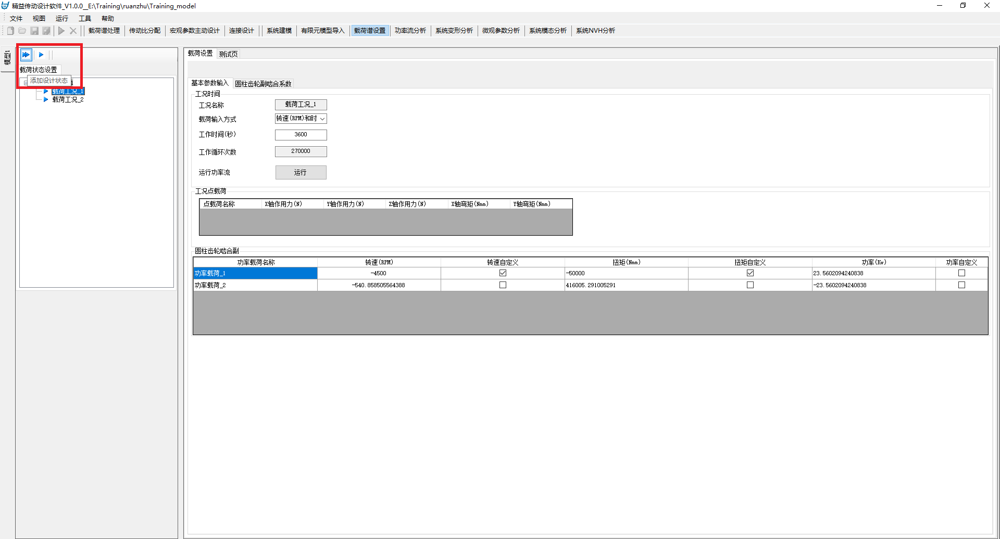 精益传动设计软件_V1.0.0__E:\Training\ruanzhu\Training_model
文件 视图 运行 工具 帮助
载荷谱处理 传动比分配 宏观参数主动设计 连接设计 系统建模 有限元模型导入 载荷谱设置 功率流分析 系统变形分析 微观参数分析 系统模态分析 系统NVH分析
模型1
载荷状态设置
添加设计状态
载荷工况_1
载荷工况_2
载荷设置 测试页
基本参数输入 圆柱齿轮副啮合系数
工况时间
工况名称 载荷工况_1
载荷输入方式 转速(RPM)和时
工作时间(秒) 3600
工作循环次数 270000
运行功率流 运行
工况点载荷
点载荷名称 X轴作用力(N) Y轴作用力(N) Z轴作用力(N) X轴弯矩(Nmm) Y轴弯矩(Nmm)
圆柱齿轮啮合副
功率载荷名称 转速(RPM) 转速自定义 扭矩(Nmm) 扭矩自定义 功率(Kw) 功率自定义
功率载荷_1 -4500 -50000 23.5602094240838
功率载荷_2 -540.858505564388 416005.291005291 -23.5602094240838